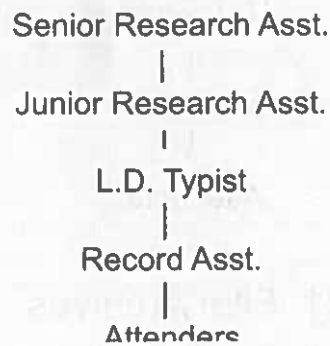 Senior Research Asst.
Junior Research Asst.
L.D. Typist
Record Asst.
Attenders